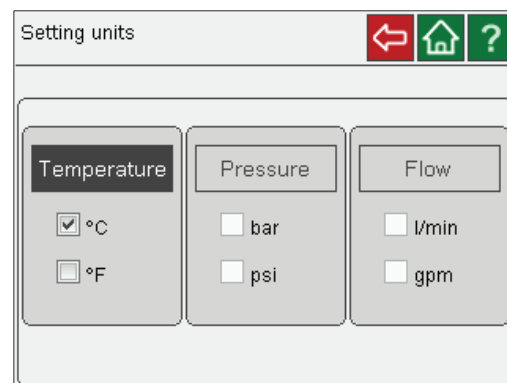 Setting units
?
Temperature
Pressure
Flow
°C
bar
l/min
°F
psi
gpm